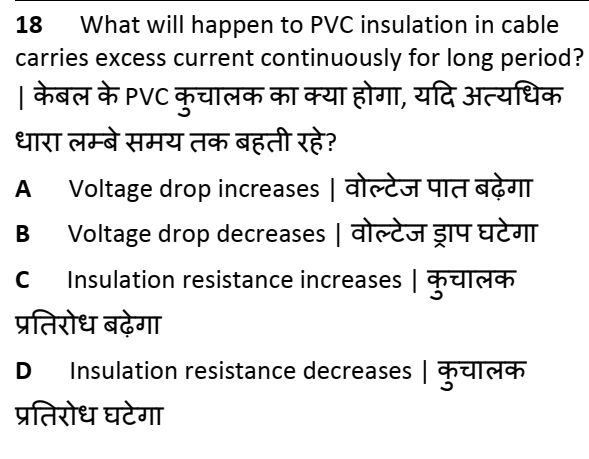 18 What will happen to PVC insulation in cable
carries excess current continuously for long period?
| केबल के PVC कुचालक का क्या होगा, यदि अत्यधिक
धारा लम्बे समय तक बहती रहे?
A Voltage drop increases | वोल्टेज पात बढ़ेगा
B Voltage drop decreases | वोल्टेज ड्राप घटेगा
C Insulation resistance increases | कुचालक
प्रतिरोध बढ़ेगा
D Insulation resistance decreases | कुचालक
प्रतिरोध घटेगा